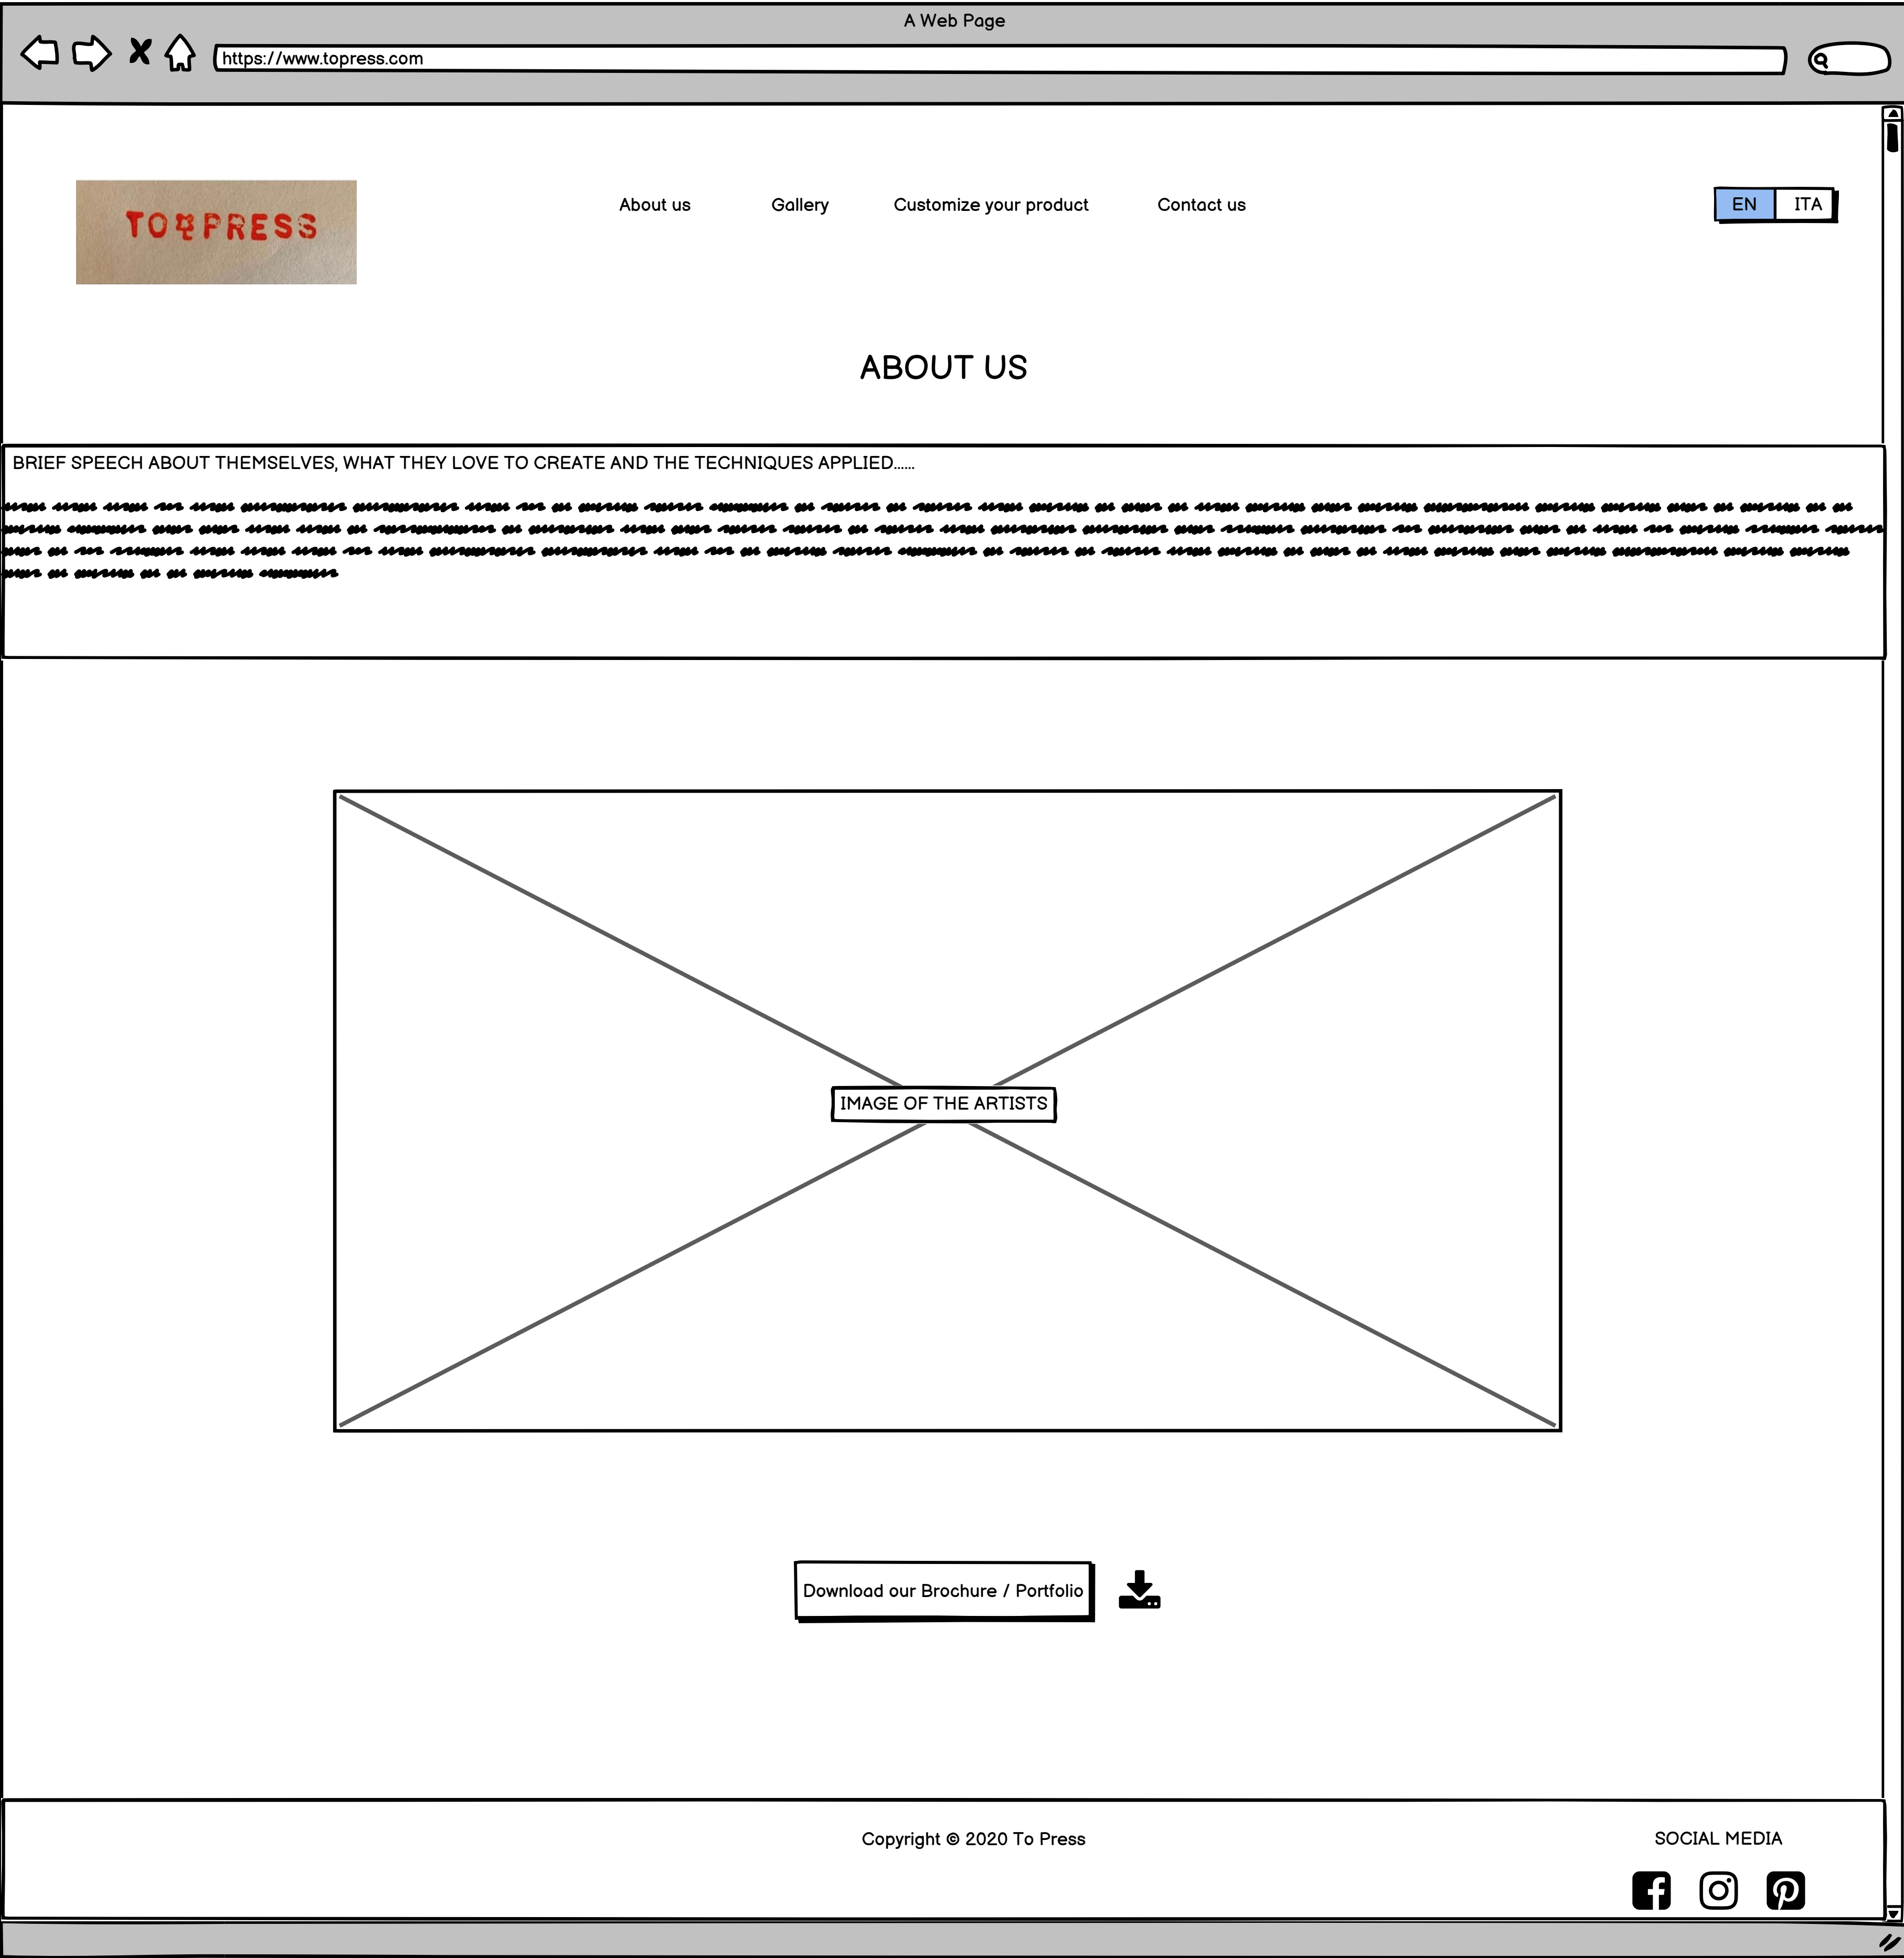 A Web Page
https://www.topress.com
TO PRESS
About us
Gallery
Customize your product
Contact us
EN
ITA
ABOUT US
BRIEF SPEECH ABOUT THEMSELVES, WHAT THEY LOVE TO CREATE AND THE TECHNIQUES APPLIED......
IMAGE OF THE ARTISTS
Download our Brochure / Portfolio
Copyright © 2020 To Press
SOCIAL MEDIA